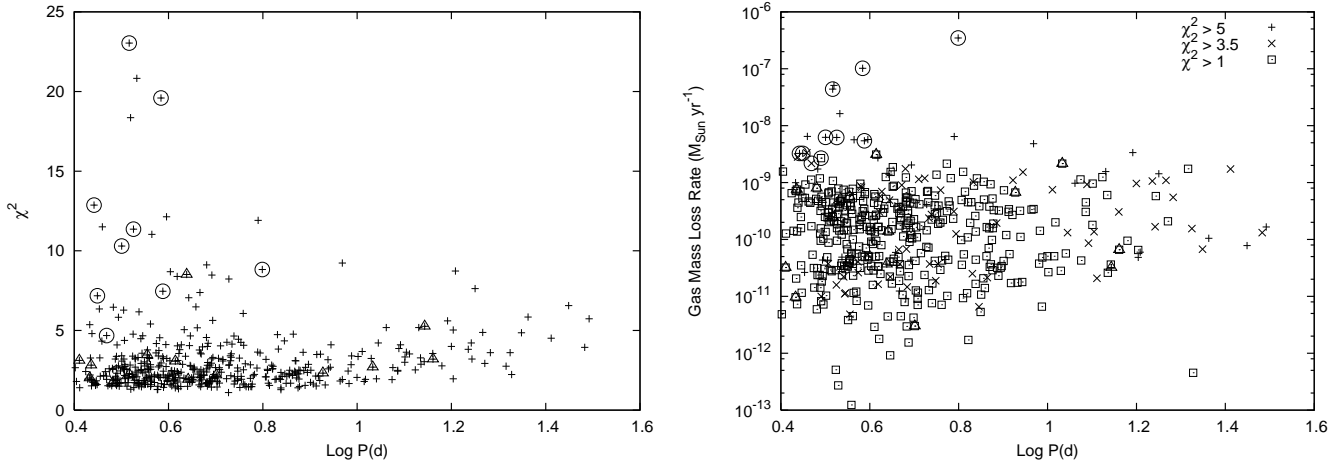 25
20
15
10
5
0
χ²
0.4 0.6 0.8 1 1.2 1.4 1.6
Log P(d)
10⁻⁶
10⁻⁷
10⁻⁸
10⁻⁹
10⁻¹⁰
10⁻¹¹
10⁻¹²
10⁻¹³
Gas Mass Loss Rate (M_Sun yr⁻¹)
χ² > 5
χ² > 3.5
χ² > 1
0.4 0.6 0.8 1 1.2 1.4 1.6
Log P(d)